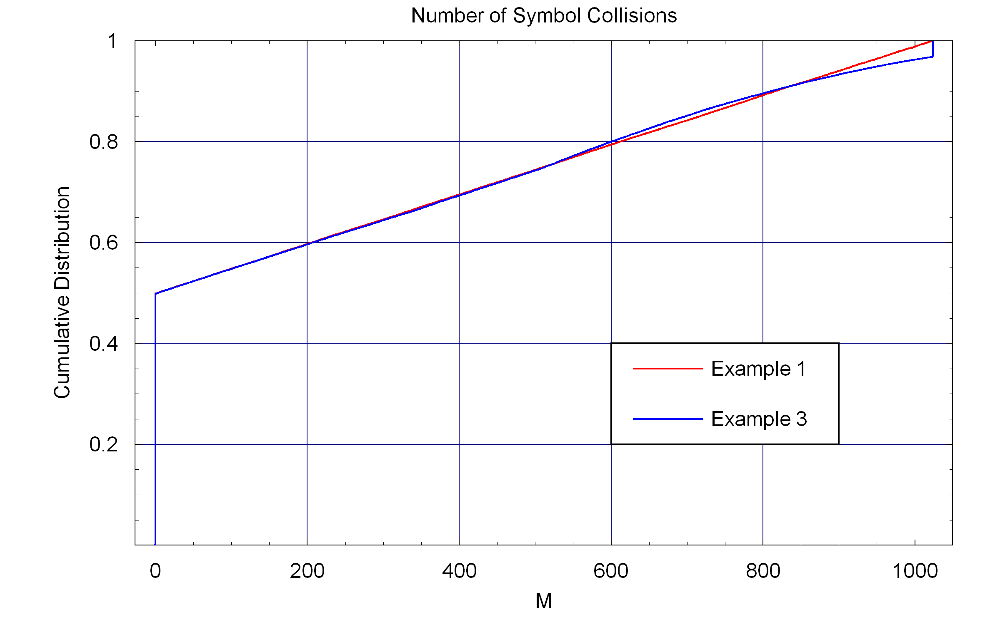 Number of Symbol Collisions
1
0.8
0.6
0.4
0.2
Cumulative Distribution
Example 1
Example 3
0 200 400 600 800 1000
M